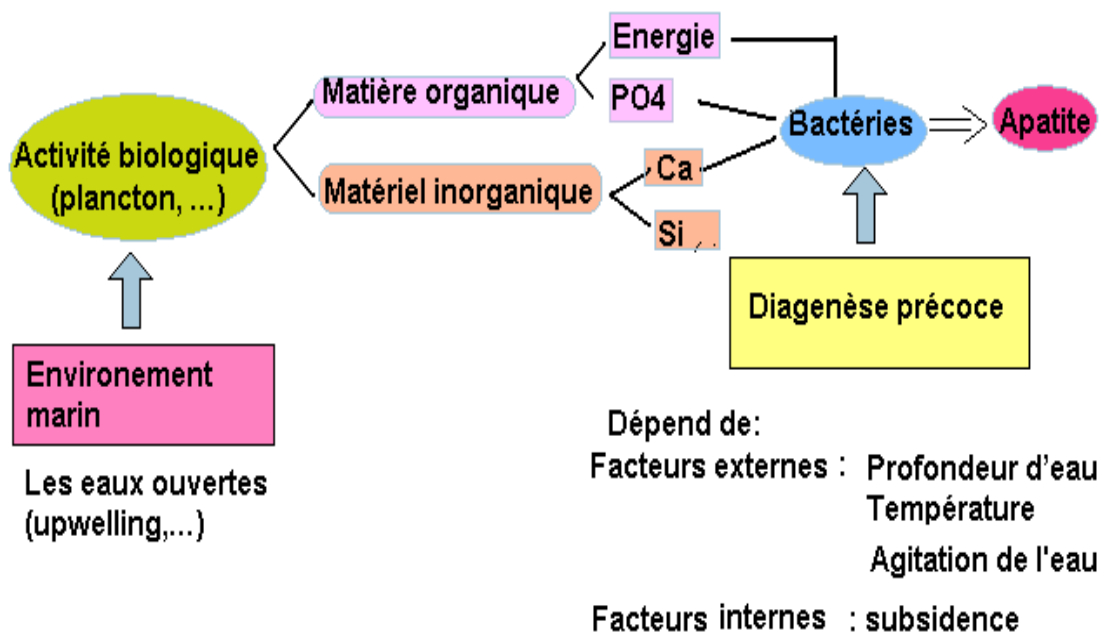 Energie
Matière organique
PO4
Bactéries
Apatite
Activité biologique
(plancton, ...)
Ca
Matériel inorganique
Si , .
Diagenèse précoce
Environement
marin
Dépend de:
Les eaux ouvertes
(upwelling,...)
Facteurs externes : Profondeur d'eau
Température
Agitation de l'eau
Facteurs internes : subsidence